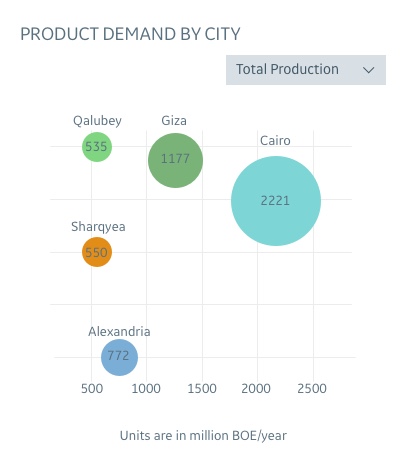 PRODUCT DEMAND BY CITY
Total Production
Qalubey
Giza
Cairo
535
1177
2221
Sharqyea
550
Alexandria
772
500 1000 1500 2000 2500
Units are in million BOE/year